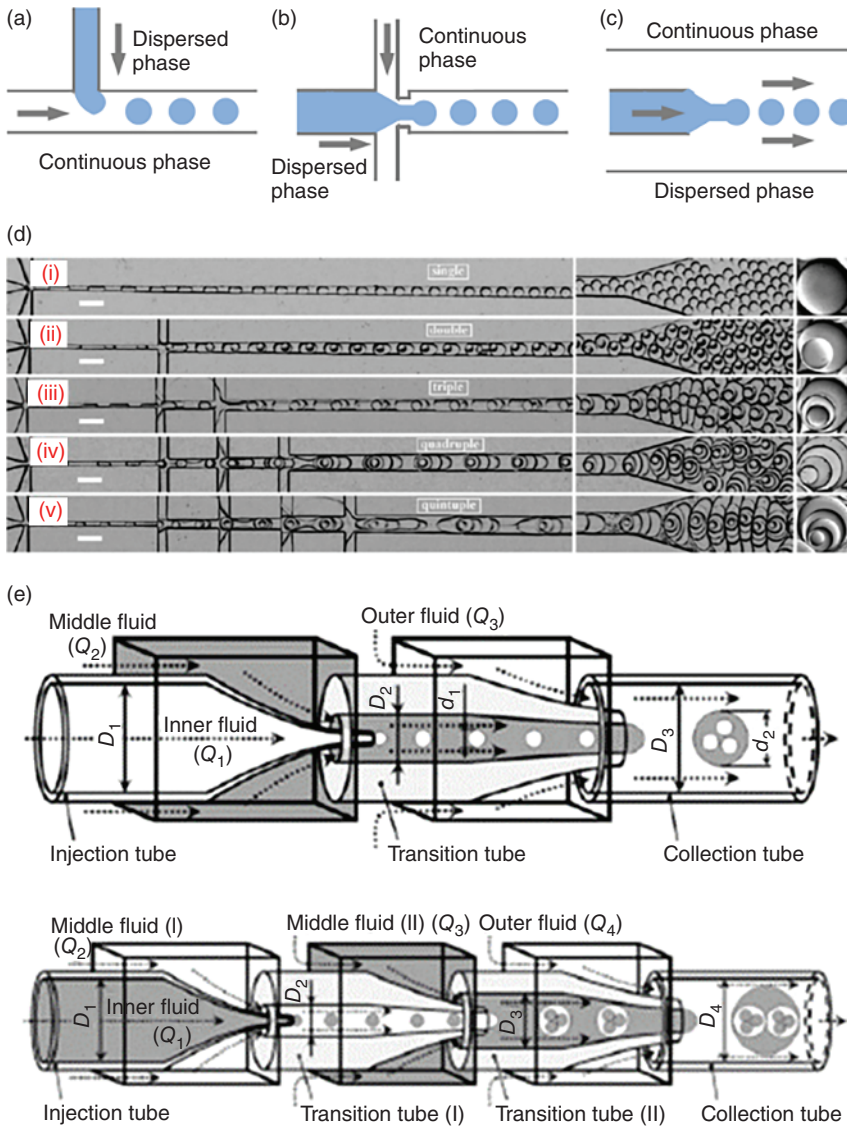 (a)
Dispersed
phase
Continuous phase
(b)
Continuous
phase
Dispersed
phase
(c)
Continuous phase
Dispersed phase
(d)
(i)
single
(ii)
double
(iii)
triple
(iv)
quadruple
(v)
quintuple
(e)
Middle fluid
(Q2)
Outer fluid (Q3)
D1
Inner fluid
(Q1)
D2
d1
D3
d2
Injection tube
Transition tube
Collection tube
Middle fluid (I)
(Q2)
Middle fluid (II) (Q3)
Outer fluid (Q4)
D1
Inner fluid
(Q1)
D2
D3
D4
Injection tube
Transition tube (I)
Transition tube (II)
Collection tube